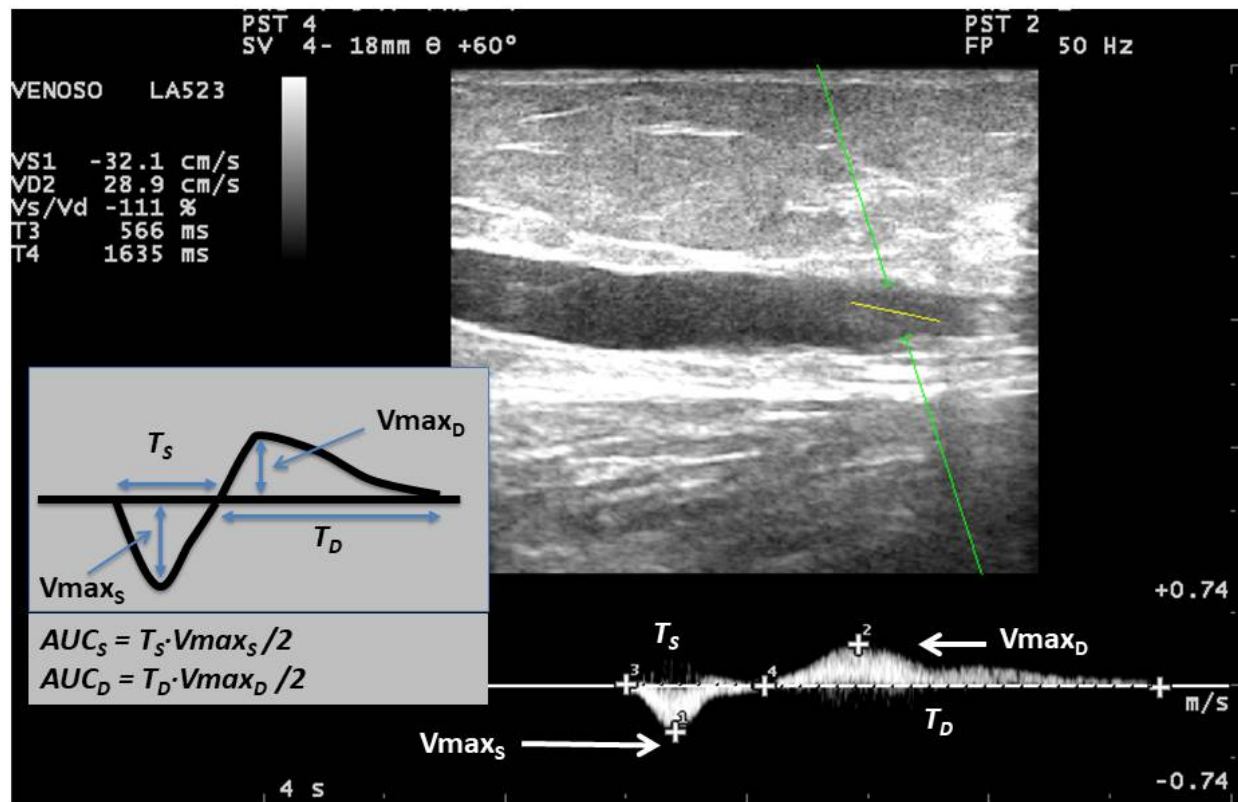 PST 4
SV 4- 18mm θ +60°
PST 2
FP 50 Hz
VENOSO LA523
VS1 -32.1 cm/s
VD2 28.9 cm/s
Vs/Vd -111 %
T3 566 ms
T4 1635 ms
T_S
Vmax_D
T_D
Vmax_S
AUC_S = T_S·Vmax_S /2
AUC_D = T_D·Vmax_D /2
+0.74
T_S
3
2
Vmax_D
4
1
m/s
T_D
Vmax_S
4 s
-0.74